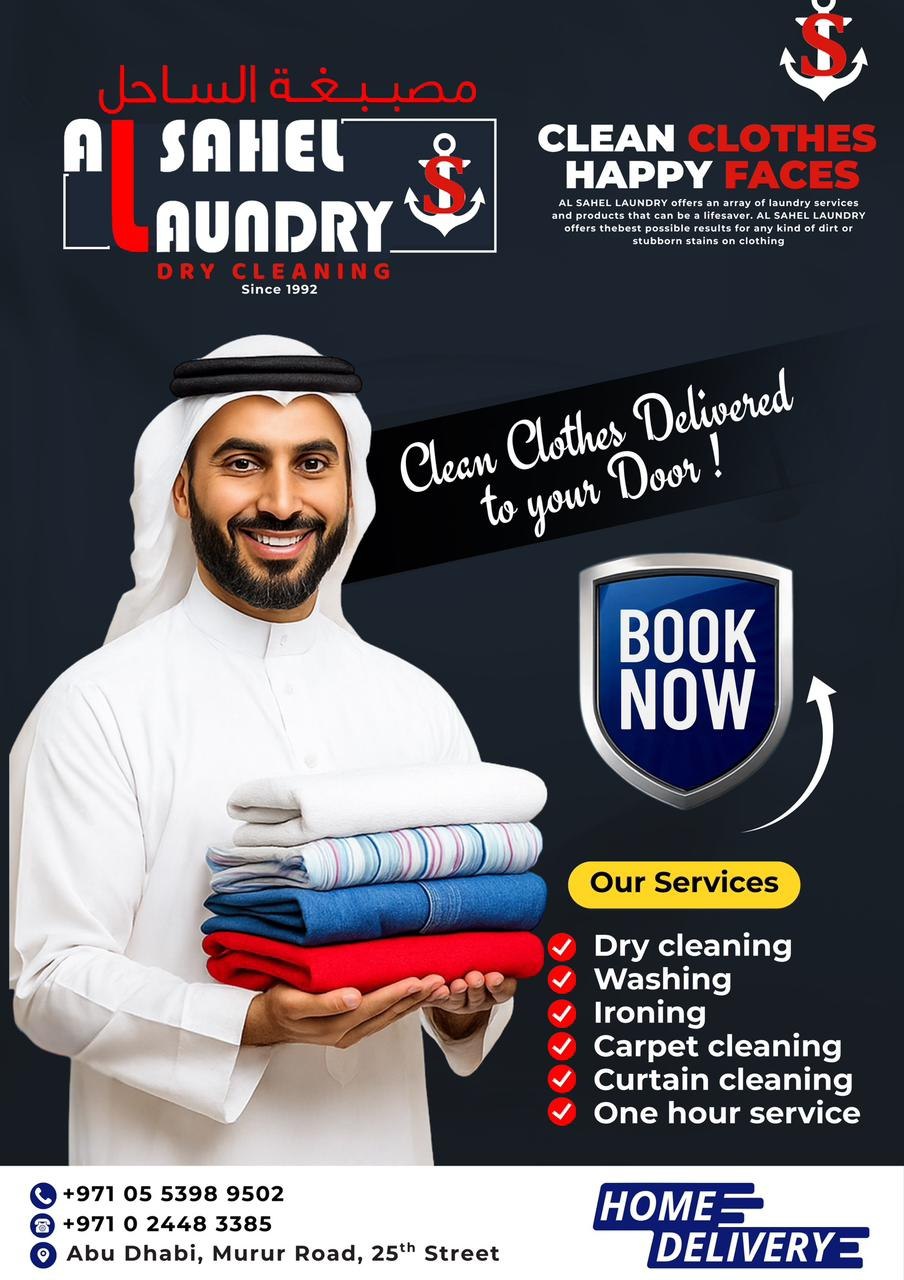 مصبغة الساحل
AL SAHEL
LAUNDRY
S
DRY CLEANING
Since 1992
S
CLEAN CLOTHES
HAPPY FACES
AL SAHEL LAUNDRY offers an array of laundry services
and products that can be a lifesaver. AL SAHEL LAUNDRY
offers thebest possible results for any kind of dirt or
stubborn stains on clothing
Clean Clothes Delivered
to your Door !
BOOK
NOW
Our Services
Dry cleaning
Washing
Ironing
Carpet cleaning
Curtain cleaning
One hour service
+971 05 5398 9502
+971 0 2448 3385
Abu Dhabi, Murur Road, 25th Street
HOME
DELIVERY